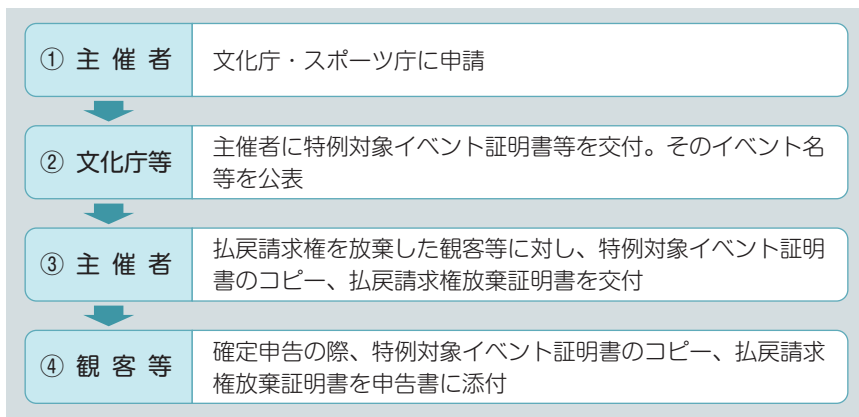 ① 主催者
文化庁・スポーツ庁に申請
② 文化庁等
主催者に特例対象イベント証明書等を交付。そのイベント名
等を公表
③ 主催者
払戻請求権を放棄した観客等に対し、特例対象イベント証明
書のコピー、払戻請求権放棄証明書を交付
④ 観客等
確定申告の際、特例対象イベント証明書のコピー、払戻請求
権放棄証明書を申告書に添付